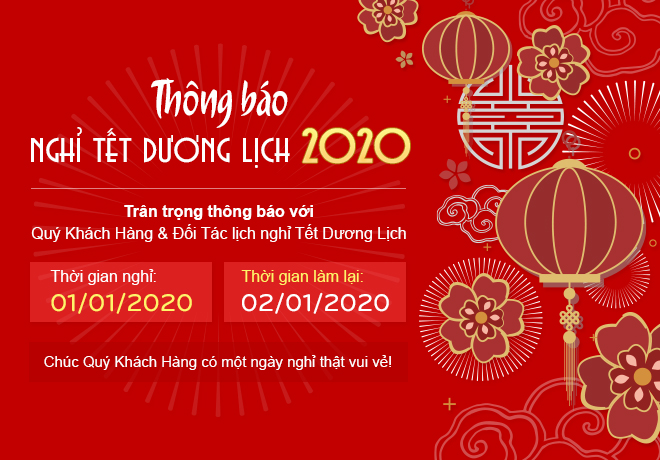 Thông báo
NGHỈ TẾT DƯƠNG LỊCH 2020
Trân trọng thông báo với
Quý Khách Hàng & Đối Tác lịch nghỉ Tết Dương Lịch
Thời gian nghỉ:
01/01/2020
Thời gian làm lại:
02/01/2020
Chúc Quý Khách Hàng có một ngày nghỉ thật vui vẻ!